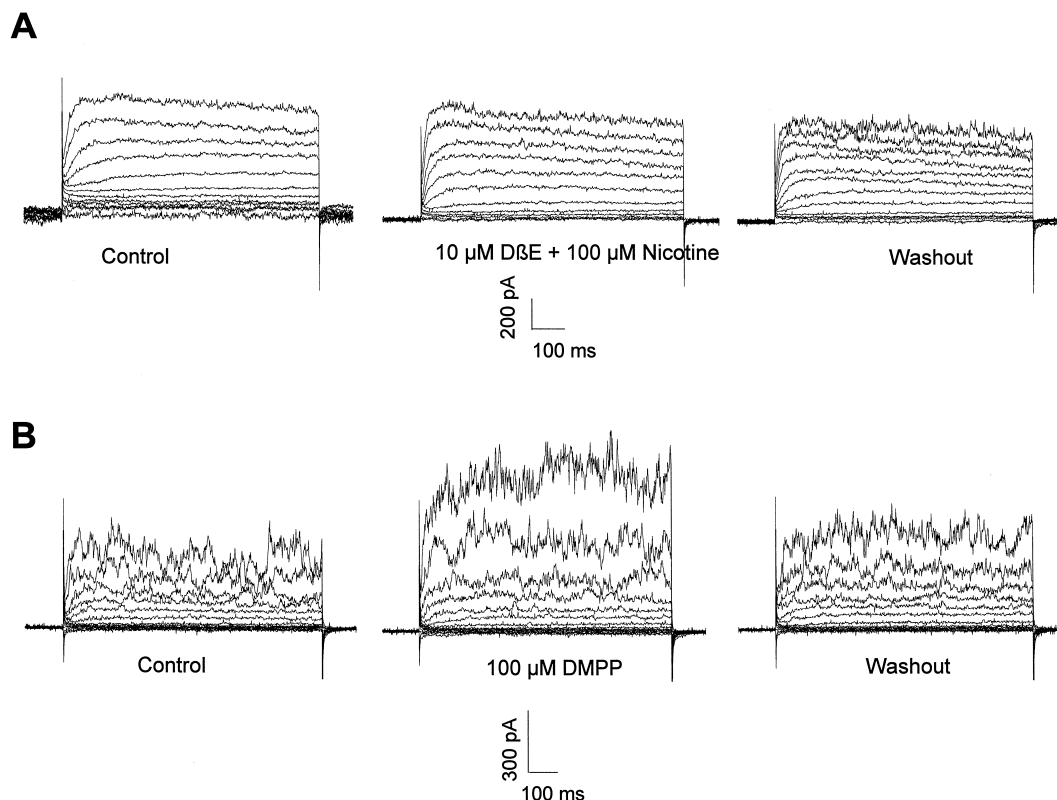 A
Control
10 µM DßE + 100 µM Nicotine
Washout
200 pA
100 ms
B
Control
100 µM DMPP
Washout
300 pA
100 ms